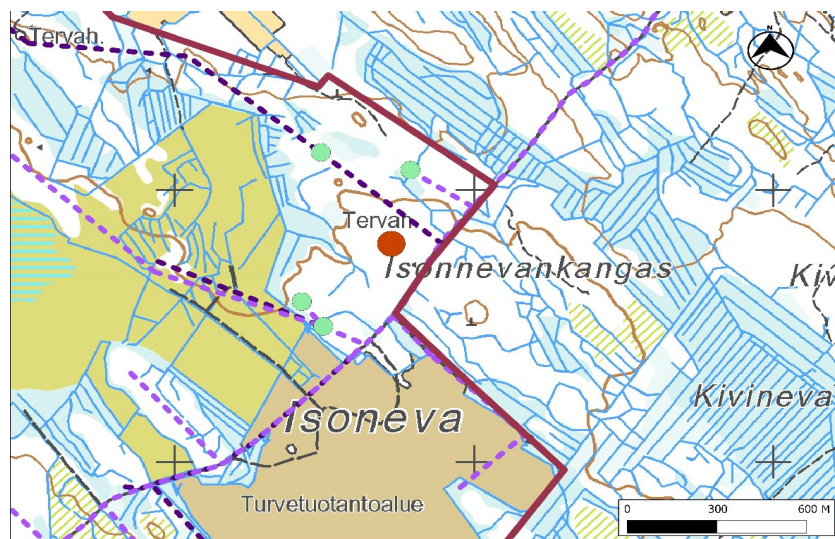 N
Tervah.
Tervah
Isonnevankangas
Kiv
Kivineva
Isoneva
Turvetuotantoalue
0 300 600 M